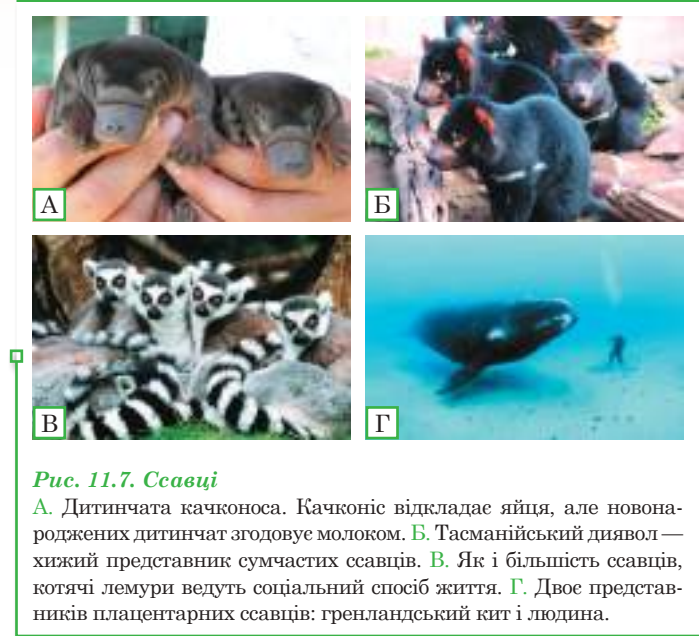 А
Б
В
Г
Рис. 11.7. Ссавці
А. Дитинчата качконоса. Качконіс відкладає яйця, але новона-
роджених дитинчат згодовує молоком. Б. Тасманійський диявол —
хижий представник сумчастих ссавців. В. Як і більшість ссавців,
котячі лемури ведуть соціальний спосіб життя. Г. Двоє представ-
ників плацентарних ссавців: гренландський кит і людина.